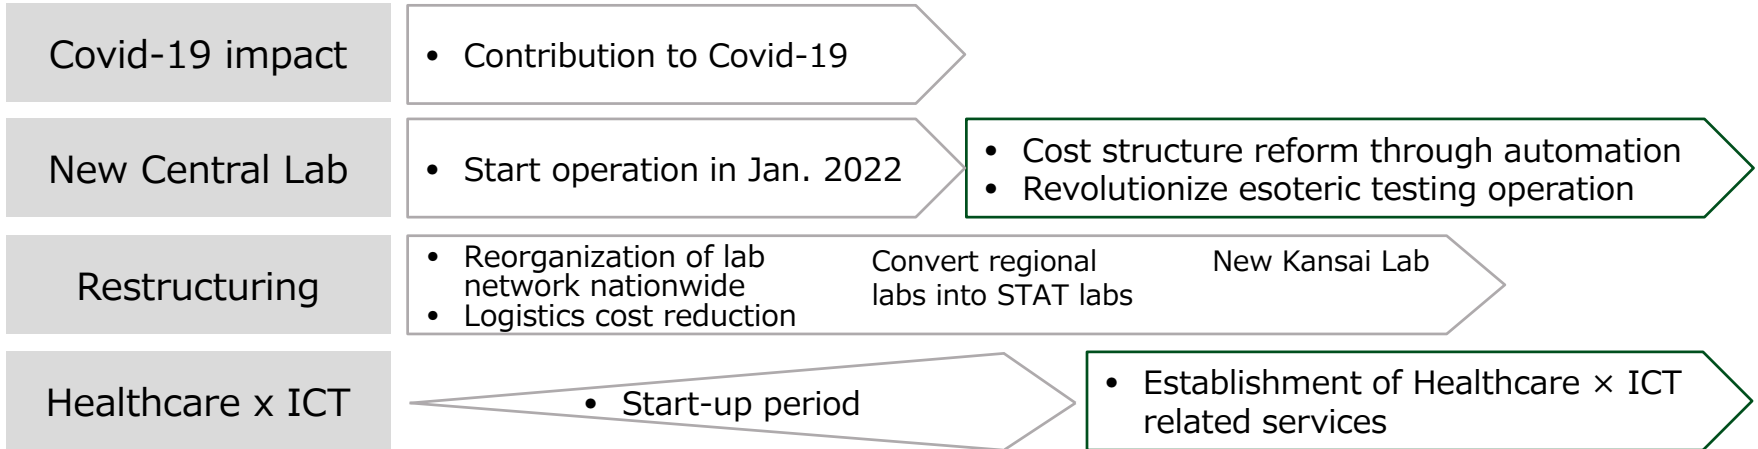 Covid-19 impact
• Contribution to Covid-19
New Central Lab
• Start operation in Jan. 2022
• Cost structure reform through automation
• Revolutionize esoteric testing operation
Restructuring
• Reorganization of lab
network nationwide
• Logistics cost reduction
Convert regional
labs into STAT labs
New Kansai Lab
Healthcare x ICT
• Start-up period
• Establishment of Healthcare × ICT
related services